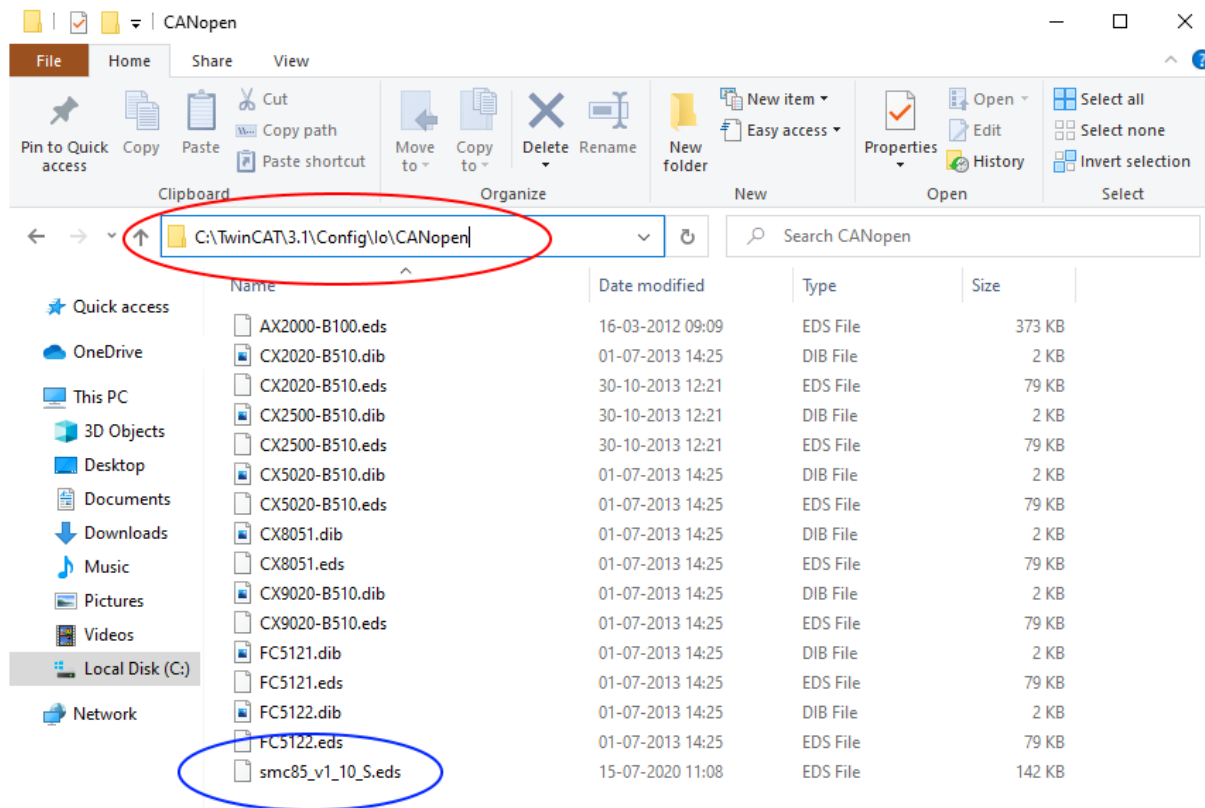 CANopen
File Home Share View
Pin to Quick access
Copy
Paste
Cut
Copy path
Paste shortcut
Clipboard
Move to
Copy to
Delete
Rename
Organize
New folder
New item
Easy access
New
Properties
Open
Edit
History
Open
Select all
Select none
Invert selection
Select
C:\TwinCAT\3.1\Config\Io\CANopen
Search CANopen
Quick access
OneDrive
This PC
3D Objects
Desktop
Documents
Downloads
Music
Pictures
Videos
Local Disk (C:)
Network
Name Date modified Type Size
AX2000-B100.eds 16-03-2012 09:09 EDS File 373 KB
CX2020-B510.dib 01-07-2013 14:25 DIB File 2 KB
CX2020-B510.eds 30-10-2013 12:21 EDS File 79 KB
CX2500-B510.dib 30-10-2013 12:21 DIB File 2 KB
CX2500-B510.eds 30-10-2013 12:21 EDS File 79 KB
CX5020-B510.dib 01-07-2013 14:25 DIB File 2 KB
CX5020-B510.eds 01-07-2013 14:25 EDS File 79 KB
CX8051.dib 01-07-2013 14:25 DIB File 2 KB
CX8051.eds 01-07-2013 14:25 EDS File 79 KB
CX9020-B510.dib 01-07-2013 14:25 DIB File 2 KB
CX9020-B510.eds 01-07-2013 14:25 EDS File 79 KB
FC5121.dib 01-07-2013 14:25 DIB File 2 KB
FC5121.eds 01-07-2013 14:25 EDS File 79 KB
FC5122.dib 01-07-2013 14:25 DIB File 2 KB
FC5122.eds 01-07-2013 14:25 EDS File 79 KB
smc85_v1_10_S.eds 15-07-2020 11:08 EDS File 142 KB